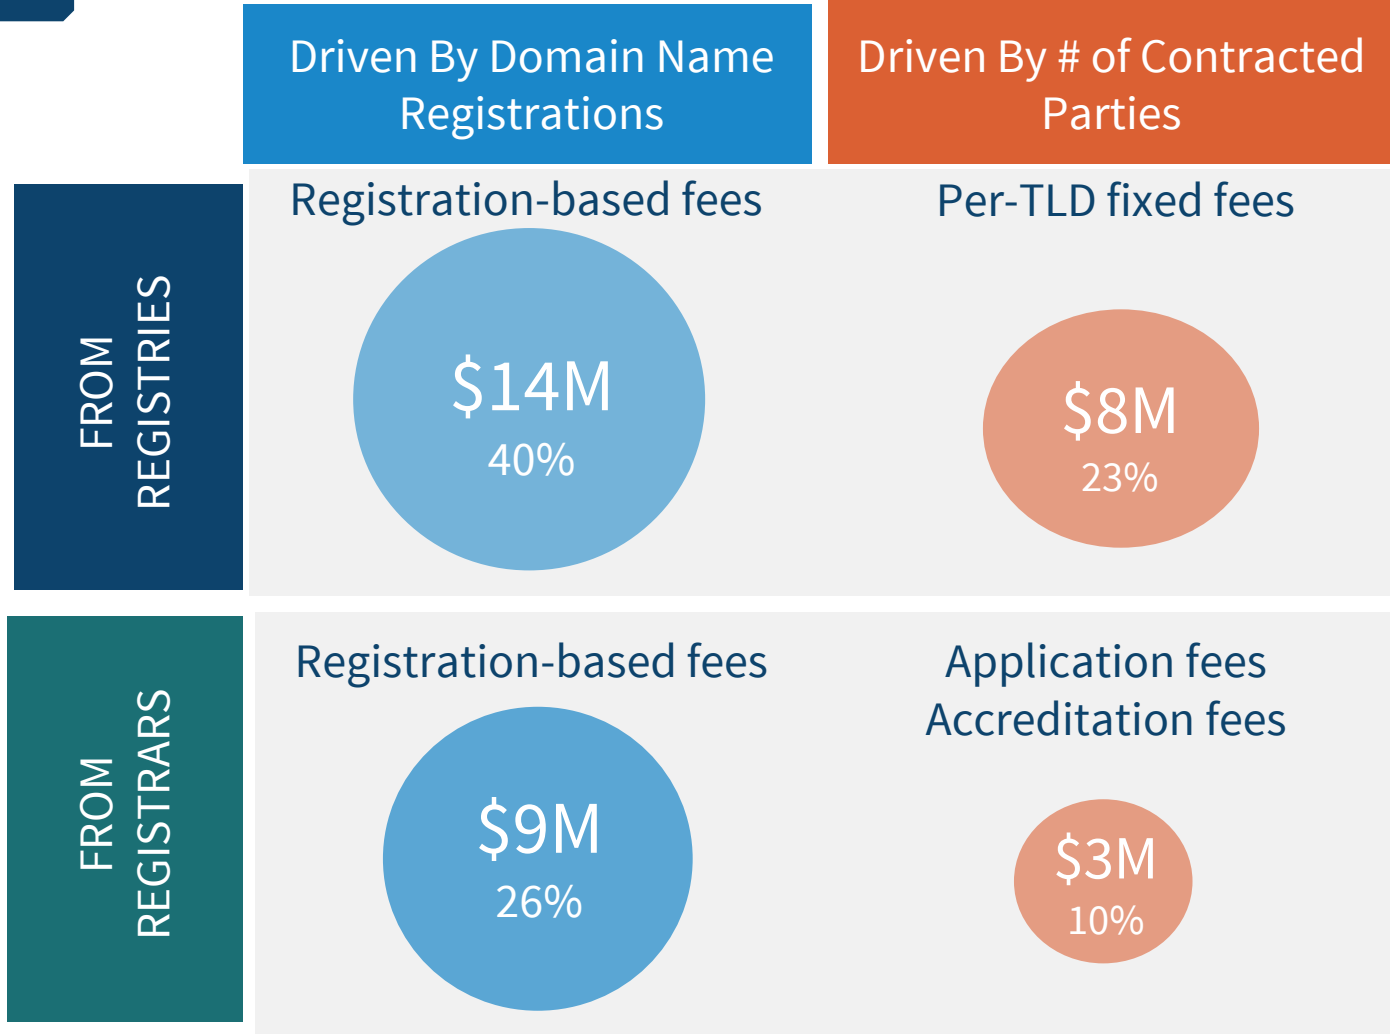 Driven By Domain Name
Registrations
Driven By # of Contracted
Parties
FROM
REGISTRIES
Registration-based fees
$14M
40%
Per-TLD fixed fees
$8M
23%
FROM
REGISTRARS
Registration-based fees
$9M
26%
Application fees
Accreditation fees
$3M
10%